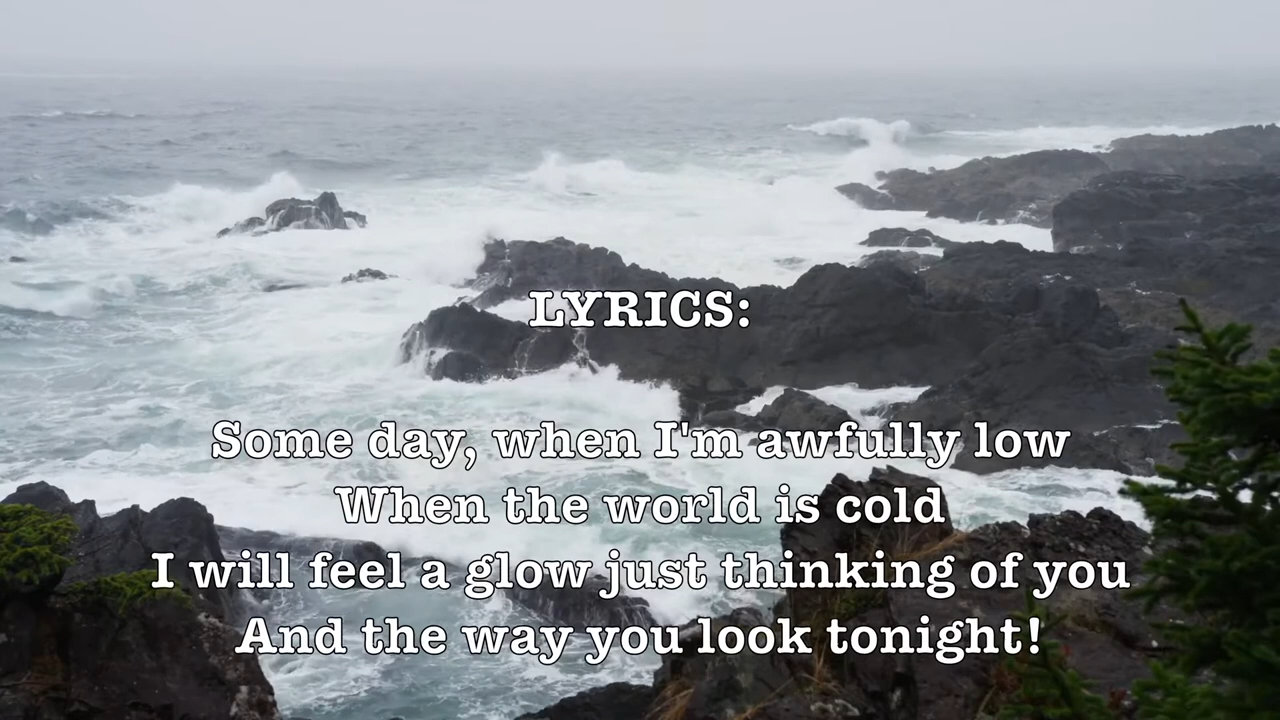 LYRICS:
Some day, when I'm awfully low
When the world is cold
I will feel a glow just thinking of you
And the way you look tonight!